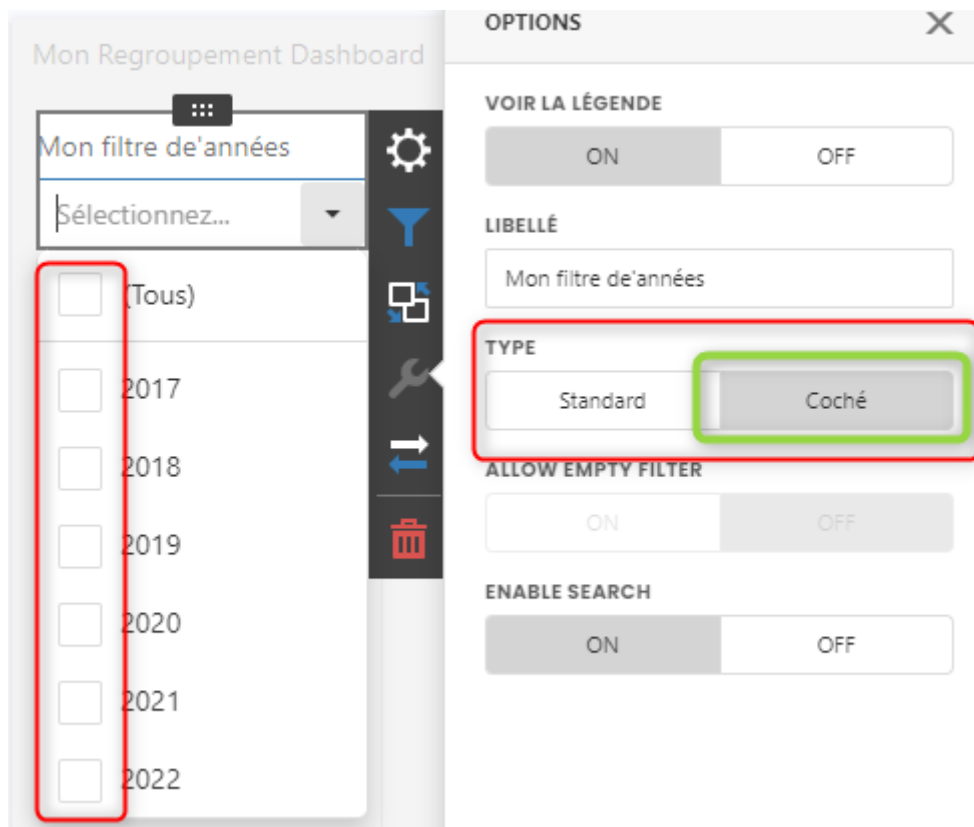 OPTIONS
Mon Regroupement Dashboard
VOIR LA LÉGENDE
ON OFF
Mon filtre de'années
Sélectionnez...
LIBELLÉ
Mon filtre de'années
(Tous)
TYPE
Standard Coché
2017
2018
2019
2020
2021
2022
ALLOW EMPTY FILTER
ON OFF
ENABLE SEARCH
ON OFF